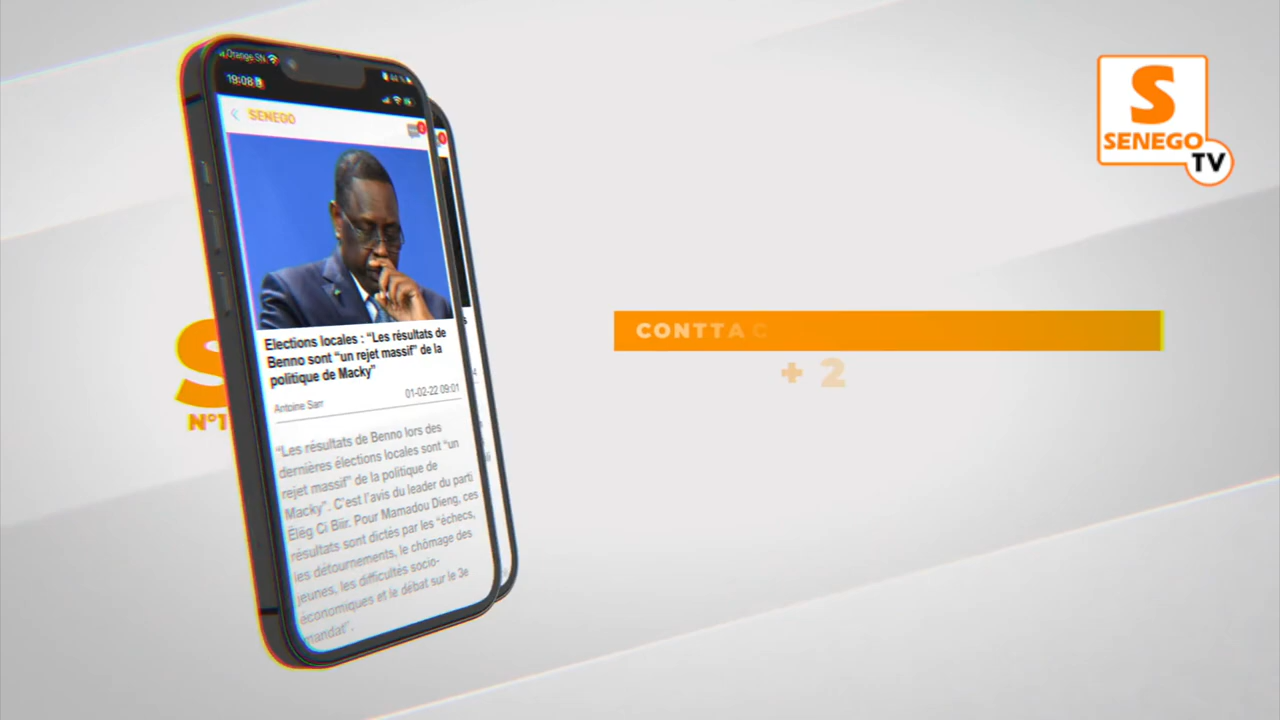 Orange SN
19:08
SENEGO
Elections locales : “Les résultats de
Benno sont “un rejet massif” de la
politique de Macky”
Antoine Sarr
01-02-22 09:01
“Les résultats de Benno lors des
dernières élections locales sont “un
rejet massif” de la politique de
Macky”. C’est l’avis du leader du parti
Ëlëg Ci Biir. Pour Mamadou Dieng, ces
résultats sont dictés par les “échecs,
les détournements, le chômage des
jeunes, les difficultés socio-
économiques et le débat sur le 3e
mandat”.
S
N°1
CONTTAC
+ 2
S
SENEGO
TV